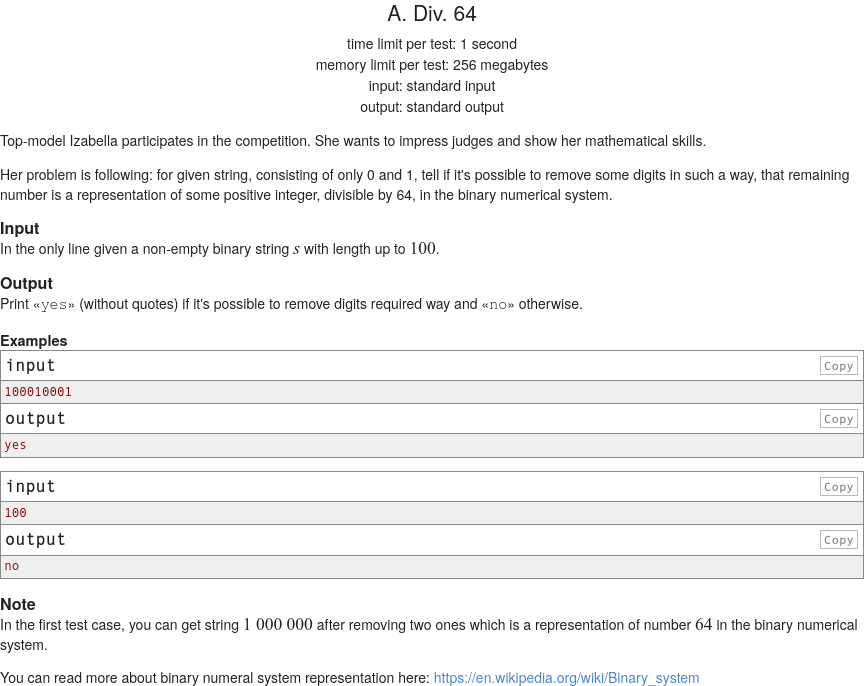 A. Div. 64
time limit per test: 1 second
memory limit per test: 256 megabytes
input: standard input
output: standard output
Top-model Izabella participates in the competition. She wants to impress judges and show her mathematical skills.
Her problem is following: for given string, consisting of only 0 and 1, tell if it's possible to remove some digits in such a way, that remaining
number is a representation of some positive integer, divisible by 64, in the binary numerical system.
Input
In the only line given a non-empty binary string s with length up to 100.
Output
Print «yes» (without quotes) if it's possible to remove digits required way and «no» otherwise.
Examples
input Copy
100010001
output Copy
yes
input Copy
100
output Copy
no
Note
In the first test case, you can get string 1 000 000 after removing two ones which is a representation of number 64 in the binary numerical
system.
You can read more about binary numeral system representation here: https://en.wikipedia.org/wiki/Binary_system